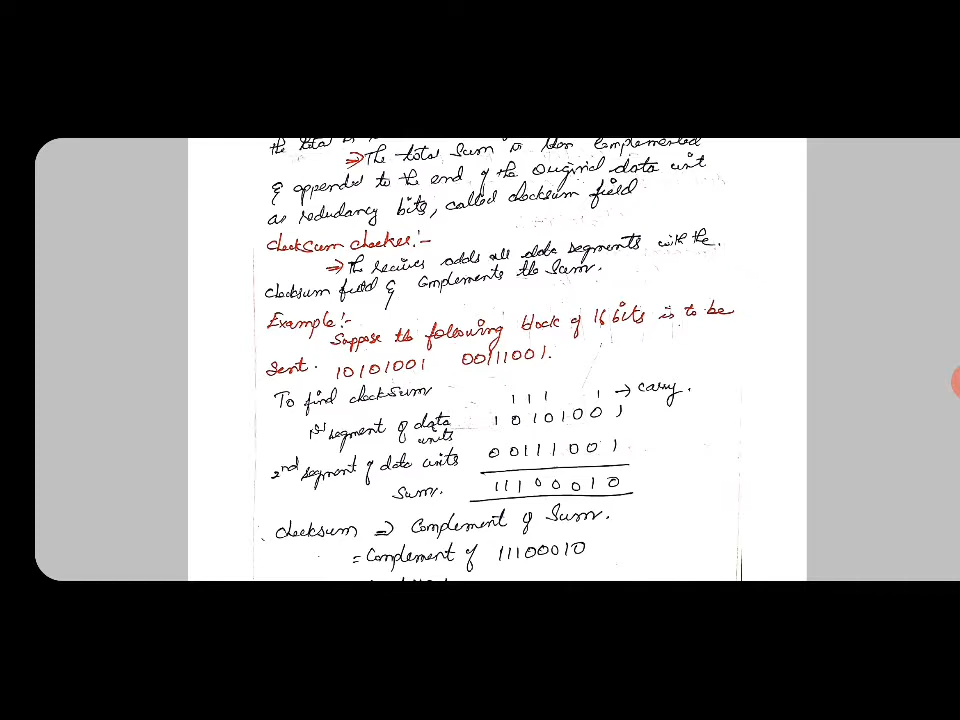 the total is
⇒ The total sum is then complemented
& appended to the end of the original data unit
as redudancy bits, called checksum field
checksum checker:-
⇒ The receiver adds all data segments with the
checksum field & complements the sum.
Example:-
Suppose the following block of 16 bits is to be
sent. 10101001 00111001.
To find checksum
1 1 1 1 → carry.
1st segment of data units 1 0 1 0 1 0 0 1
2nd segment of data units 0 0 1 1 1 0 0 1
Sum. 1 1 1 0 0 0 1 0
checksum ⇒ Complement of Sum.
= Complement of 11100010